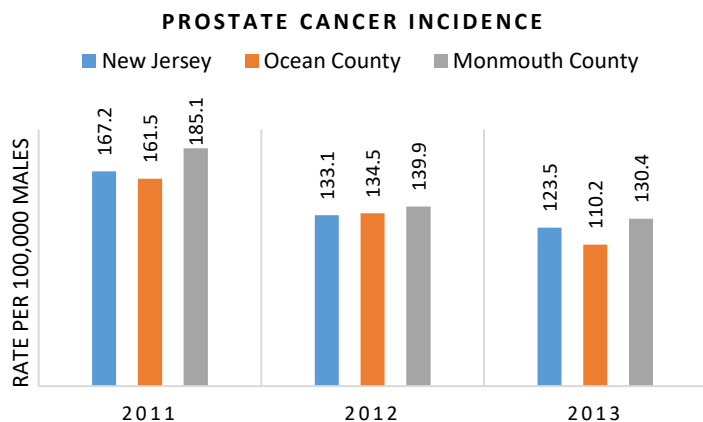 PROSTATE CANCER INCIDENCE
New Jersey Ocean County Monmouth County
RATE PER 100,000 MALES
167.2 161.5 185.1
133.1 134.5 139.9
123.5 110.2 130.4
2011 2012 2013